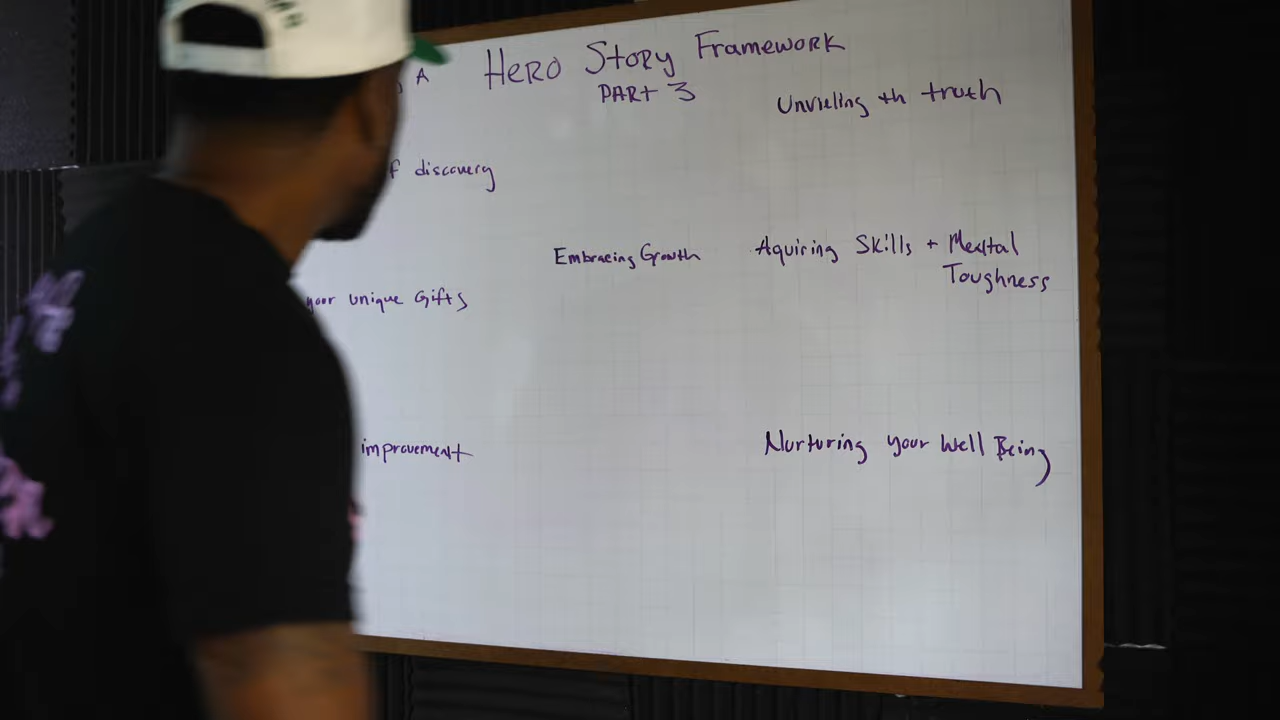 A Hero Story Framework
PART 3
Unvieling th truth
discovery
Embracing Growth
Aquiring Skills + Mental
Toughness
your unique Gifts
improvement
Nurturing your Well Being